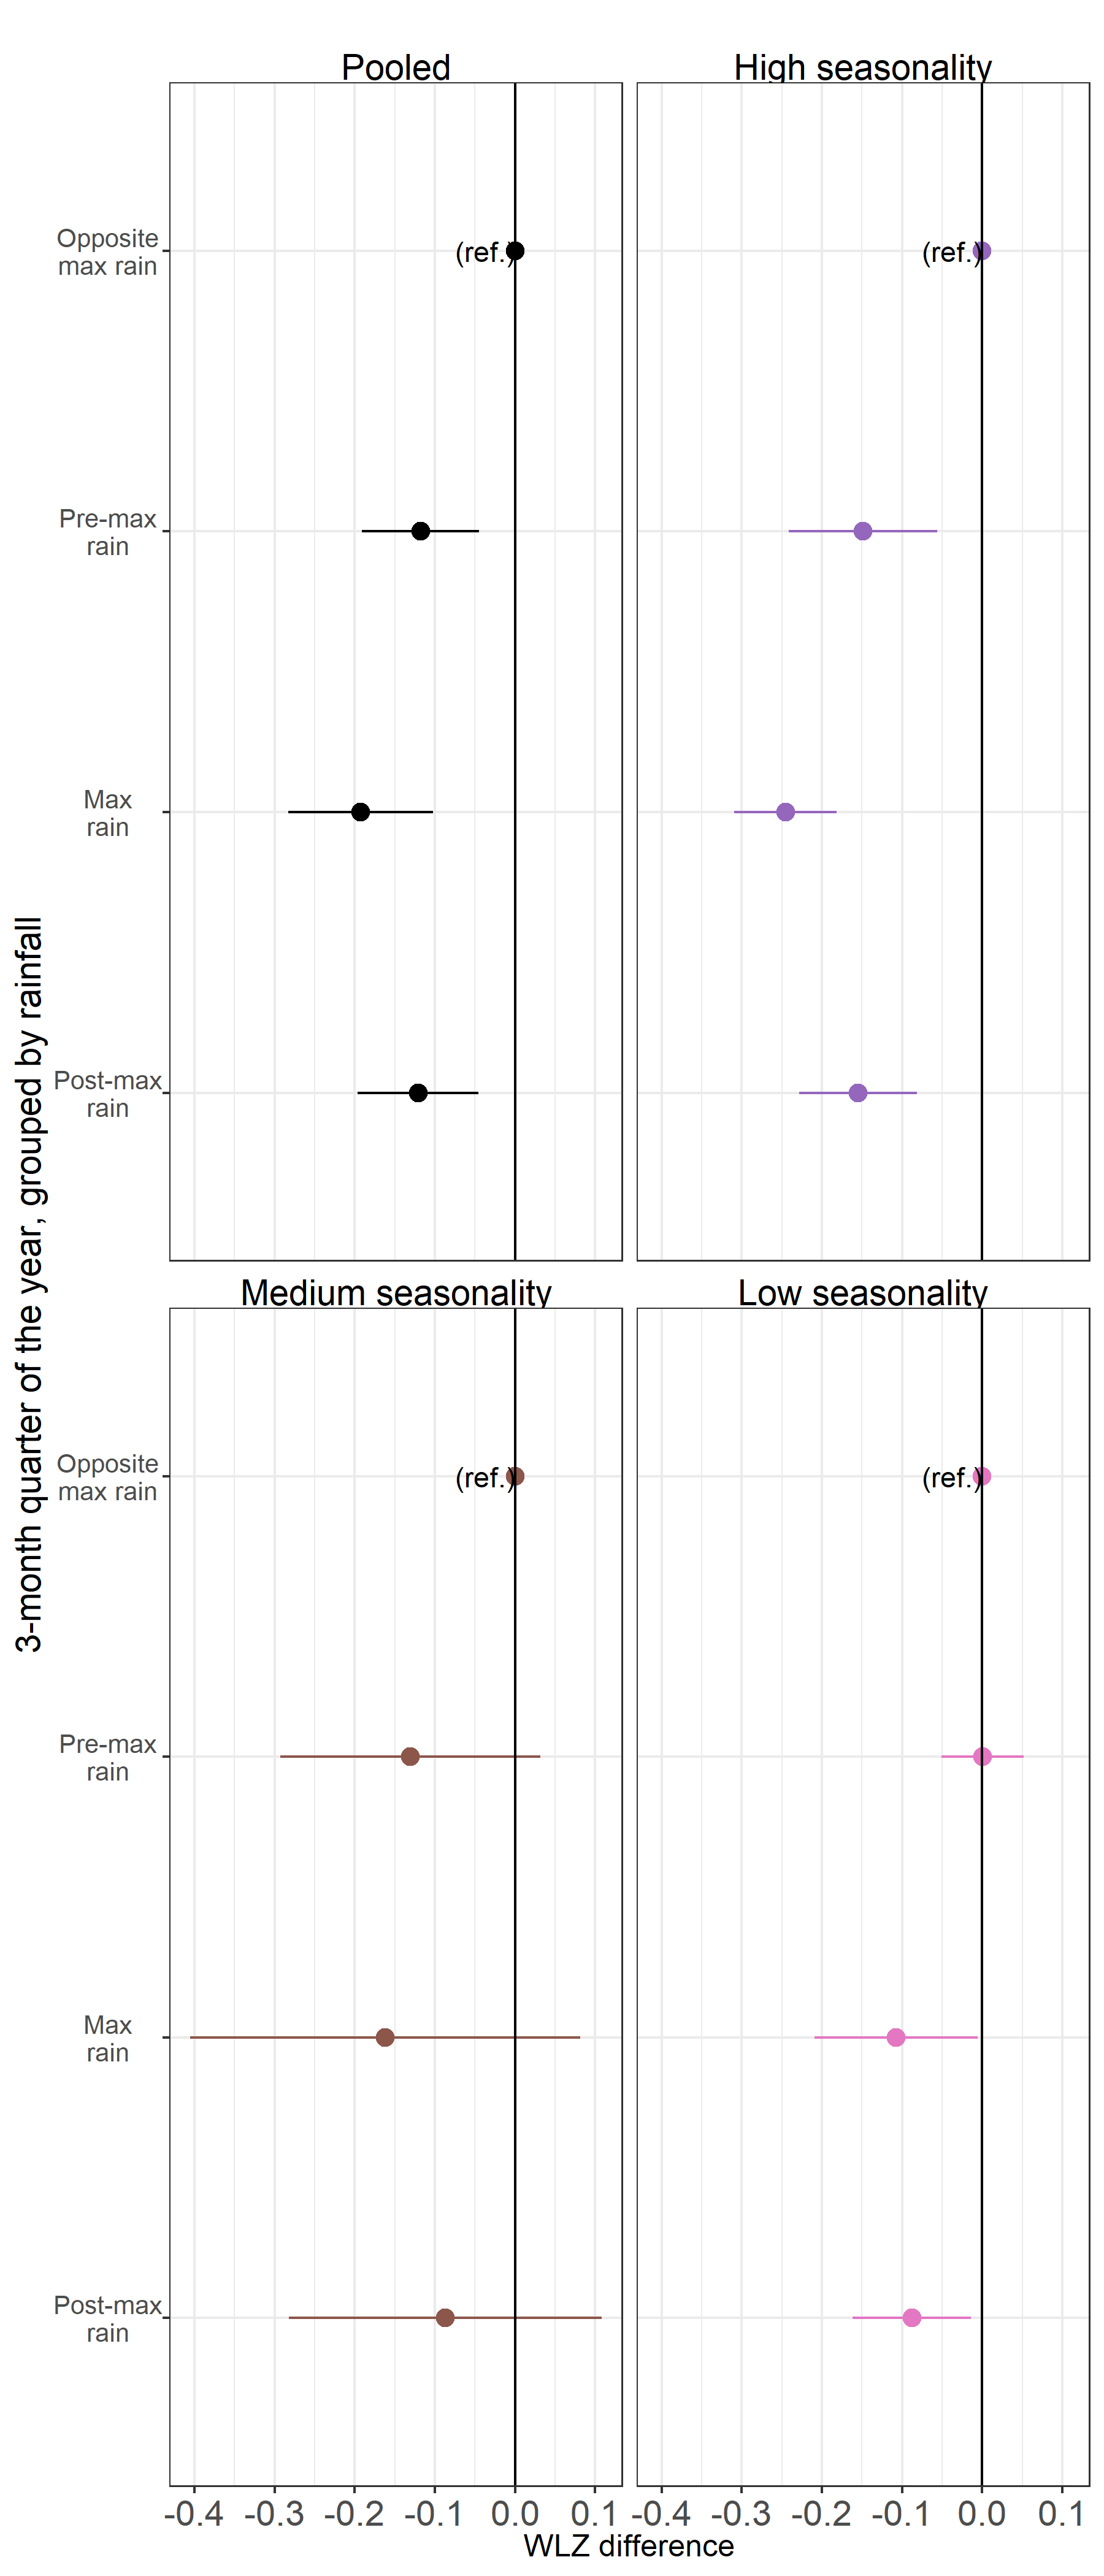 Pooled
High seasonality
Opposite
max rain
(ref.)
(ref.)
Pre-max
rain
Max
rain
Post-max
rain
3-month quarter of the year, grouped by rainfall
Medium seasonality
Low seasonality
Opposite
max rain
(ref.)
(ref.)
Pre-max
rain
Max
rain
Post-max
rain
-0.4 -0.3 -0.2 -0.1 0.0 0.1
-0.4 -0.3 -0.2 -0.1 0.0 0.1
WLZ difference